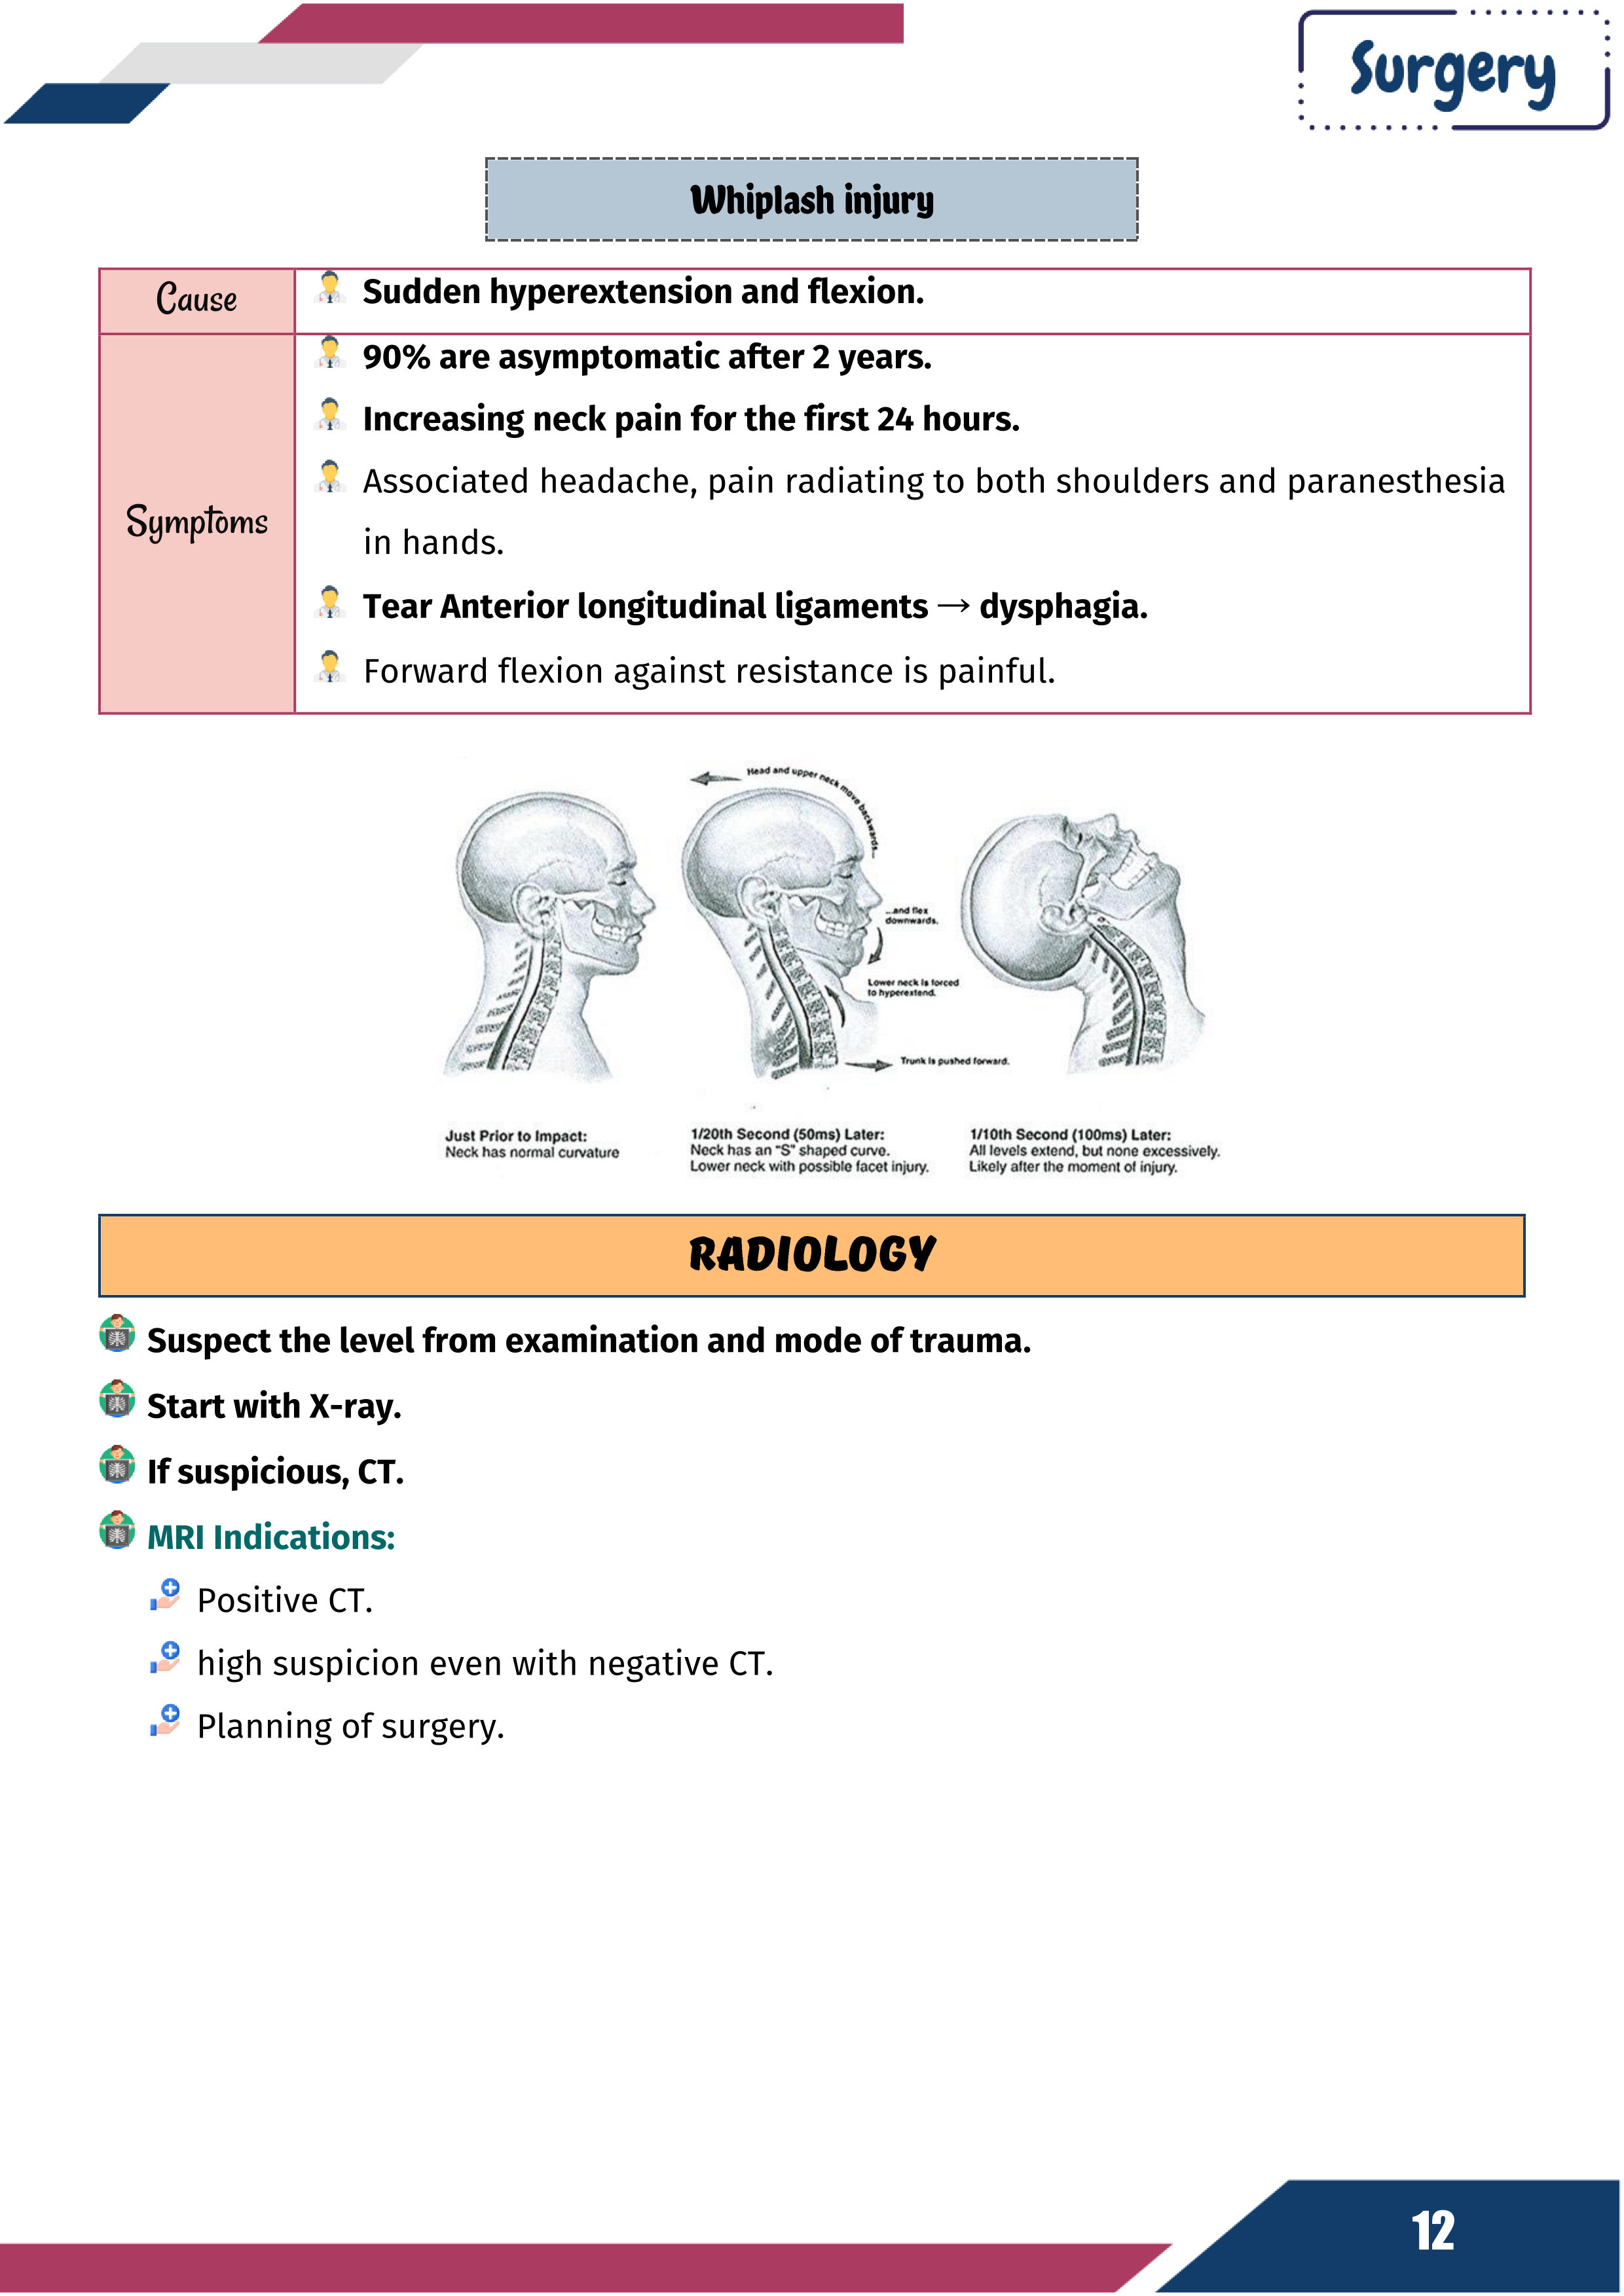 Surgery
Whiplash injury
Cause
Sudden hyperextension and flexion.
Symptoms
90% are asymptomatic after 2 years.
Increasing neck pain for the first 24 hours.
Associated headache, pain radiating to both shoulders and paranesthesia
in hands.
Tear Anterior longitudinal ligaments → dysphagia.
Forward flexion against resistance is painful.
Head and upper neck move backwards...
...and flex
downwards.
Lower neck is forced
to hyperextend.
Trunk is pushed forward.
Just Prior to Impact:
Neck has normal curvature
1/20th Second (50ms) Later:
Neck has an "S" shaped curve.
Lower neck with possible facet injury.
1/10th Second (100ms) Later:
All levels extend, but none excessively.
Likely after the moment of injury.
RADIOLOGY
Suspect the level from examination and mode of trauma.
Start with X-ray.
If suspicious, CT.
MRI Indications:
Positive CT.
high suspicion even with negative CT.
Planning of surgery.
12